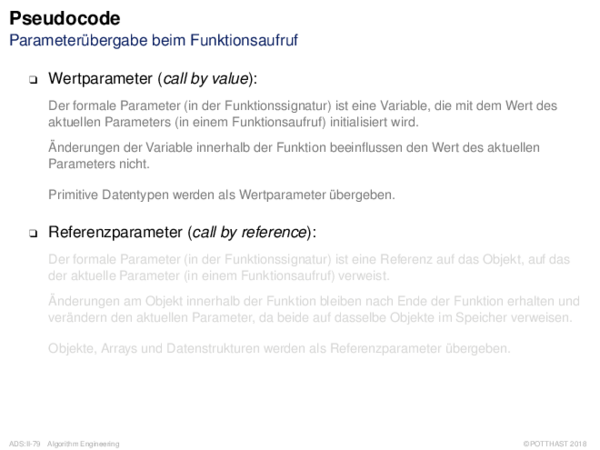 Pseudocode
Parameterübergabe beim Funktionsaufruf
❑ Wertparameter (call by value):
Der formale Parameter (in der Funktionssignatur) ist eine Variable, die mit dem Wert des
aktuellen Parameters (in einem Funktionsaufruf) initialisiert wird.
Änderungen der Variable innerhalb der Funktion beeinflussen den Wert des aktuellen
Parameters nicht.
Primitive Datentypen werden als Wertparameter übergeben.
❑ Referenzparameter (call by reference):
Der formale Parameter (in der Funktionssignatur) ist eine Referenz auf das Objekt, auf das
der aktuelle Parameter (in einem Funktionsaufruf) verweist.
Änderungen am Objekt innerhalb der Funktion bleiben nach Ende der Funktion erhalten und
verändern den aktuellen Parameter, da beide auf dasselbe Objekte im Speicher verweisen.
Objekte, Arrays und Datenstrukturen werden als Referenzparameter übergeben.
ADS:II-79 Algorithm Engineering © POTTHAST 2018